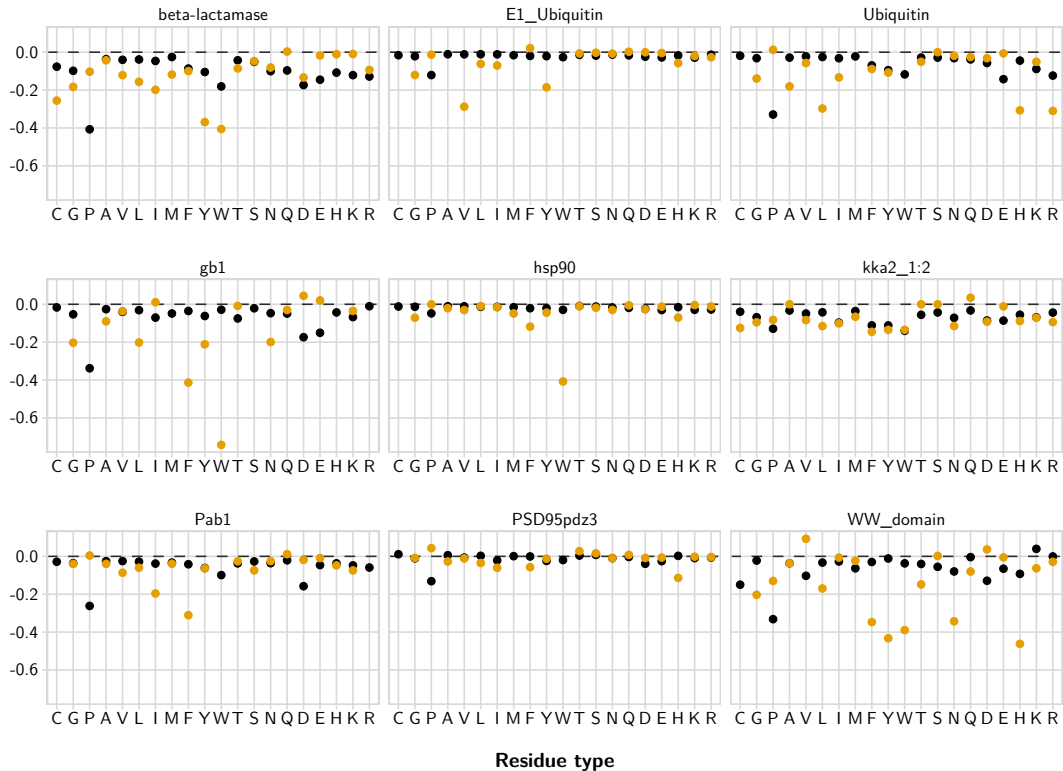 beta-lactamase E1_Ubiquitin Ubiquitin
0.0
-0.2
-0.4
-0.6
C G P A V L I M F Y W T S N Q D E H K R C G P A V L I M F Y W T S N Q D E H K R C G P A V L I M F Y W T S N Q D E H K R
gb1 hsp90 kka2_1:2
0.0
-0.2
-0.4
-0.6
C G P A V L I M F Y W T S N Q D E H K R C G P A V L I M F Y W T S N Q D E H K R C G P A V L I M F Y W T S N Q D E H K R
Pab1 PSD95pdz3 WW_domain
0.0
-0.2
-0.4
-0.6
C G P A V L I M F Y W T S N Q D E H K R C G P A V L I M F Y W T S N Q D E H K R C G P A V L I M F Y W T S N Q D E H K R
Residue type